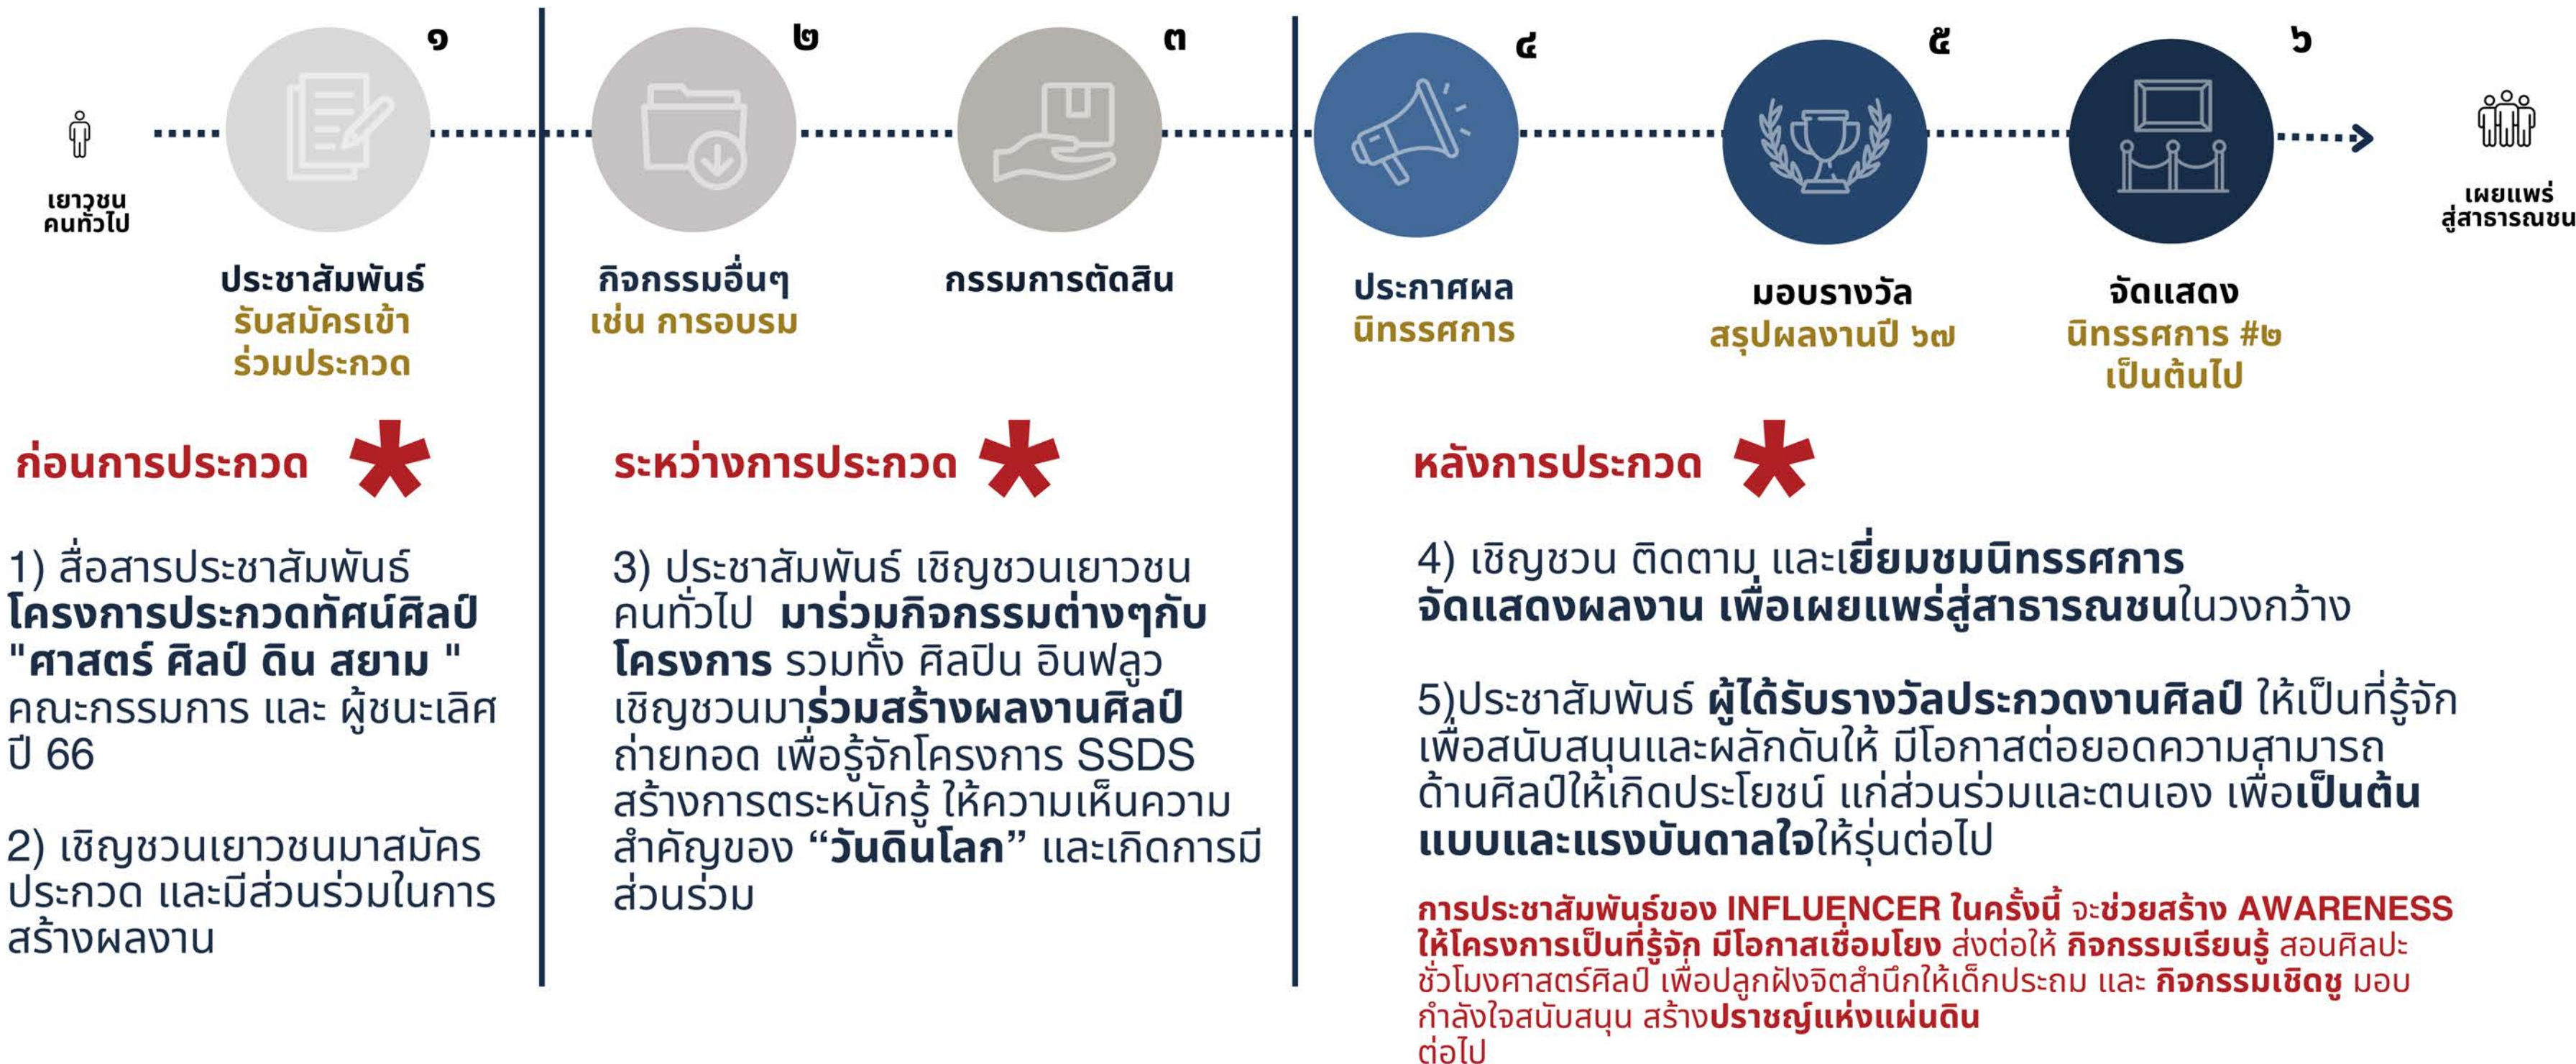 ๑
๒
๓
๔
๕
๖
เยาวชน
คนทั่วไป
เผยแพร่
สู่สาธารณชน
ประชาสัมพันธ์
รับสมัครเข้า
ร่วมประกวด
กิจกรรมอื่นๆ
เช่น การอบรม
กรรมการตัดสิน
ประกาศผล
นิทรรศการ
มอบรางวัล
สรุปผลงานปี ๖๗
จัดแสดง
นิทรรศการ #๒
เป็นต้นไป
ก่อนการประกวด *
1) สื่อสารประชาสัมพันธ์
โครงการประกวดทัศน์ศิลป์
"ศาสตร์ ศิลป์ ดิน สยาม "
คณะกรรมการ และ ผู้ชนะเลิศ
ปี 66
2) เชิญชวนเยาวชนมาสมัคร
ประกวด และมีส่วนร่วมในการ
สร้างผลงาน
ระหว่างการประกวด *
3) ประชาสัมพันธ์ เชิญชวนเยาวชน
คนทั่วไป มาร่วมกิจกรรมต่างๆกับ
โครงการ รวมทั้ง ศิลปิน อินฟลูว
เชิญชวนมาร่วมสร้างผลงานศิลป์
ถ่ายทอด เพื่อรู้จักโครงการ SSDS
สร้างการตระหนักรู้ ให้ความเห็นความ
สำคัญของ “วันดินโลก” และเกิดการมี
ส่วนร่วม
หลังการประกวด *
4) เชิญชวน ติดตาม และเยี่ยมชมนิทรรศการ
จัดแสดงผลงาน เพื่อเผยแพร่สู่สาธารณชนในวงกว้าง
5)ประชาสัมพันธ์ ผู้ได้รับรางวัลประกวดงานศิลป์ ให้เป็นที่รู้จัก
เพื่อสนับสนุนและผลักดันให้ มีโอกาสต่อยอดความสามารถ
ด้านศิลป์ให้เกิดประโยชน์ แก่ส่วนร่วมและตนเอง เพื่อเป็นต้น
แบบและแรงบันดาลใจให้รุ่นต่อไป
การประชาสัมพันธ์ของ INFLUENCER ในครั้งนี้ จะช่วยสร้าง AWARENESS
ให้โครงการเป็นที่รู้จัก มีโอกาสเชื่อมโยง ส่งต่อให้ กิจกรรมเรียนรู้ สอนศิลปะ
ชั่วโมงศาสตร์ศิลป์ เพื่อปลูกฝังจิตสำนึกให้เด็กประถม และ กิจกรรมเชิดชู มอบ
กำลังใจสนับสนุน สร้างปราชญ์แห่งแผ่นดิน
ต่อไป